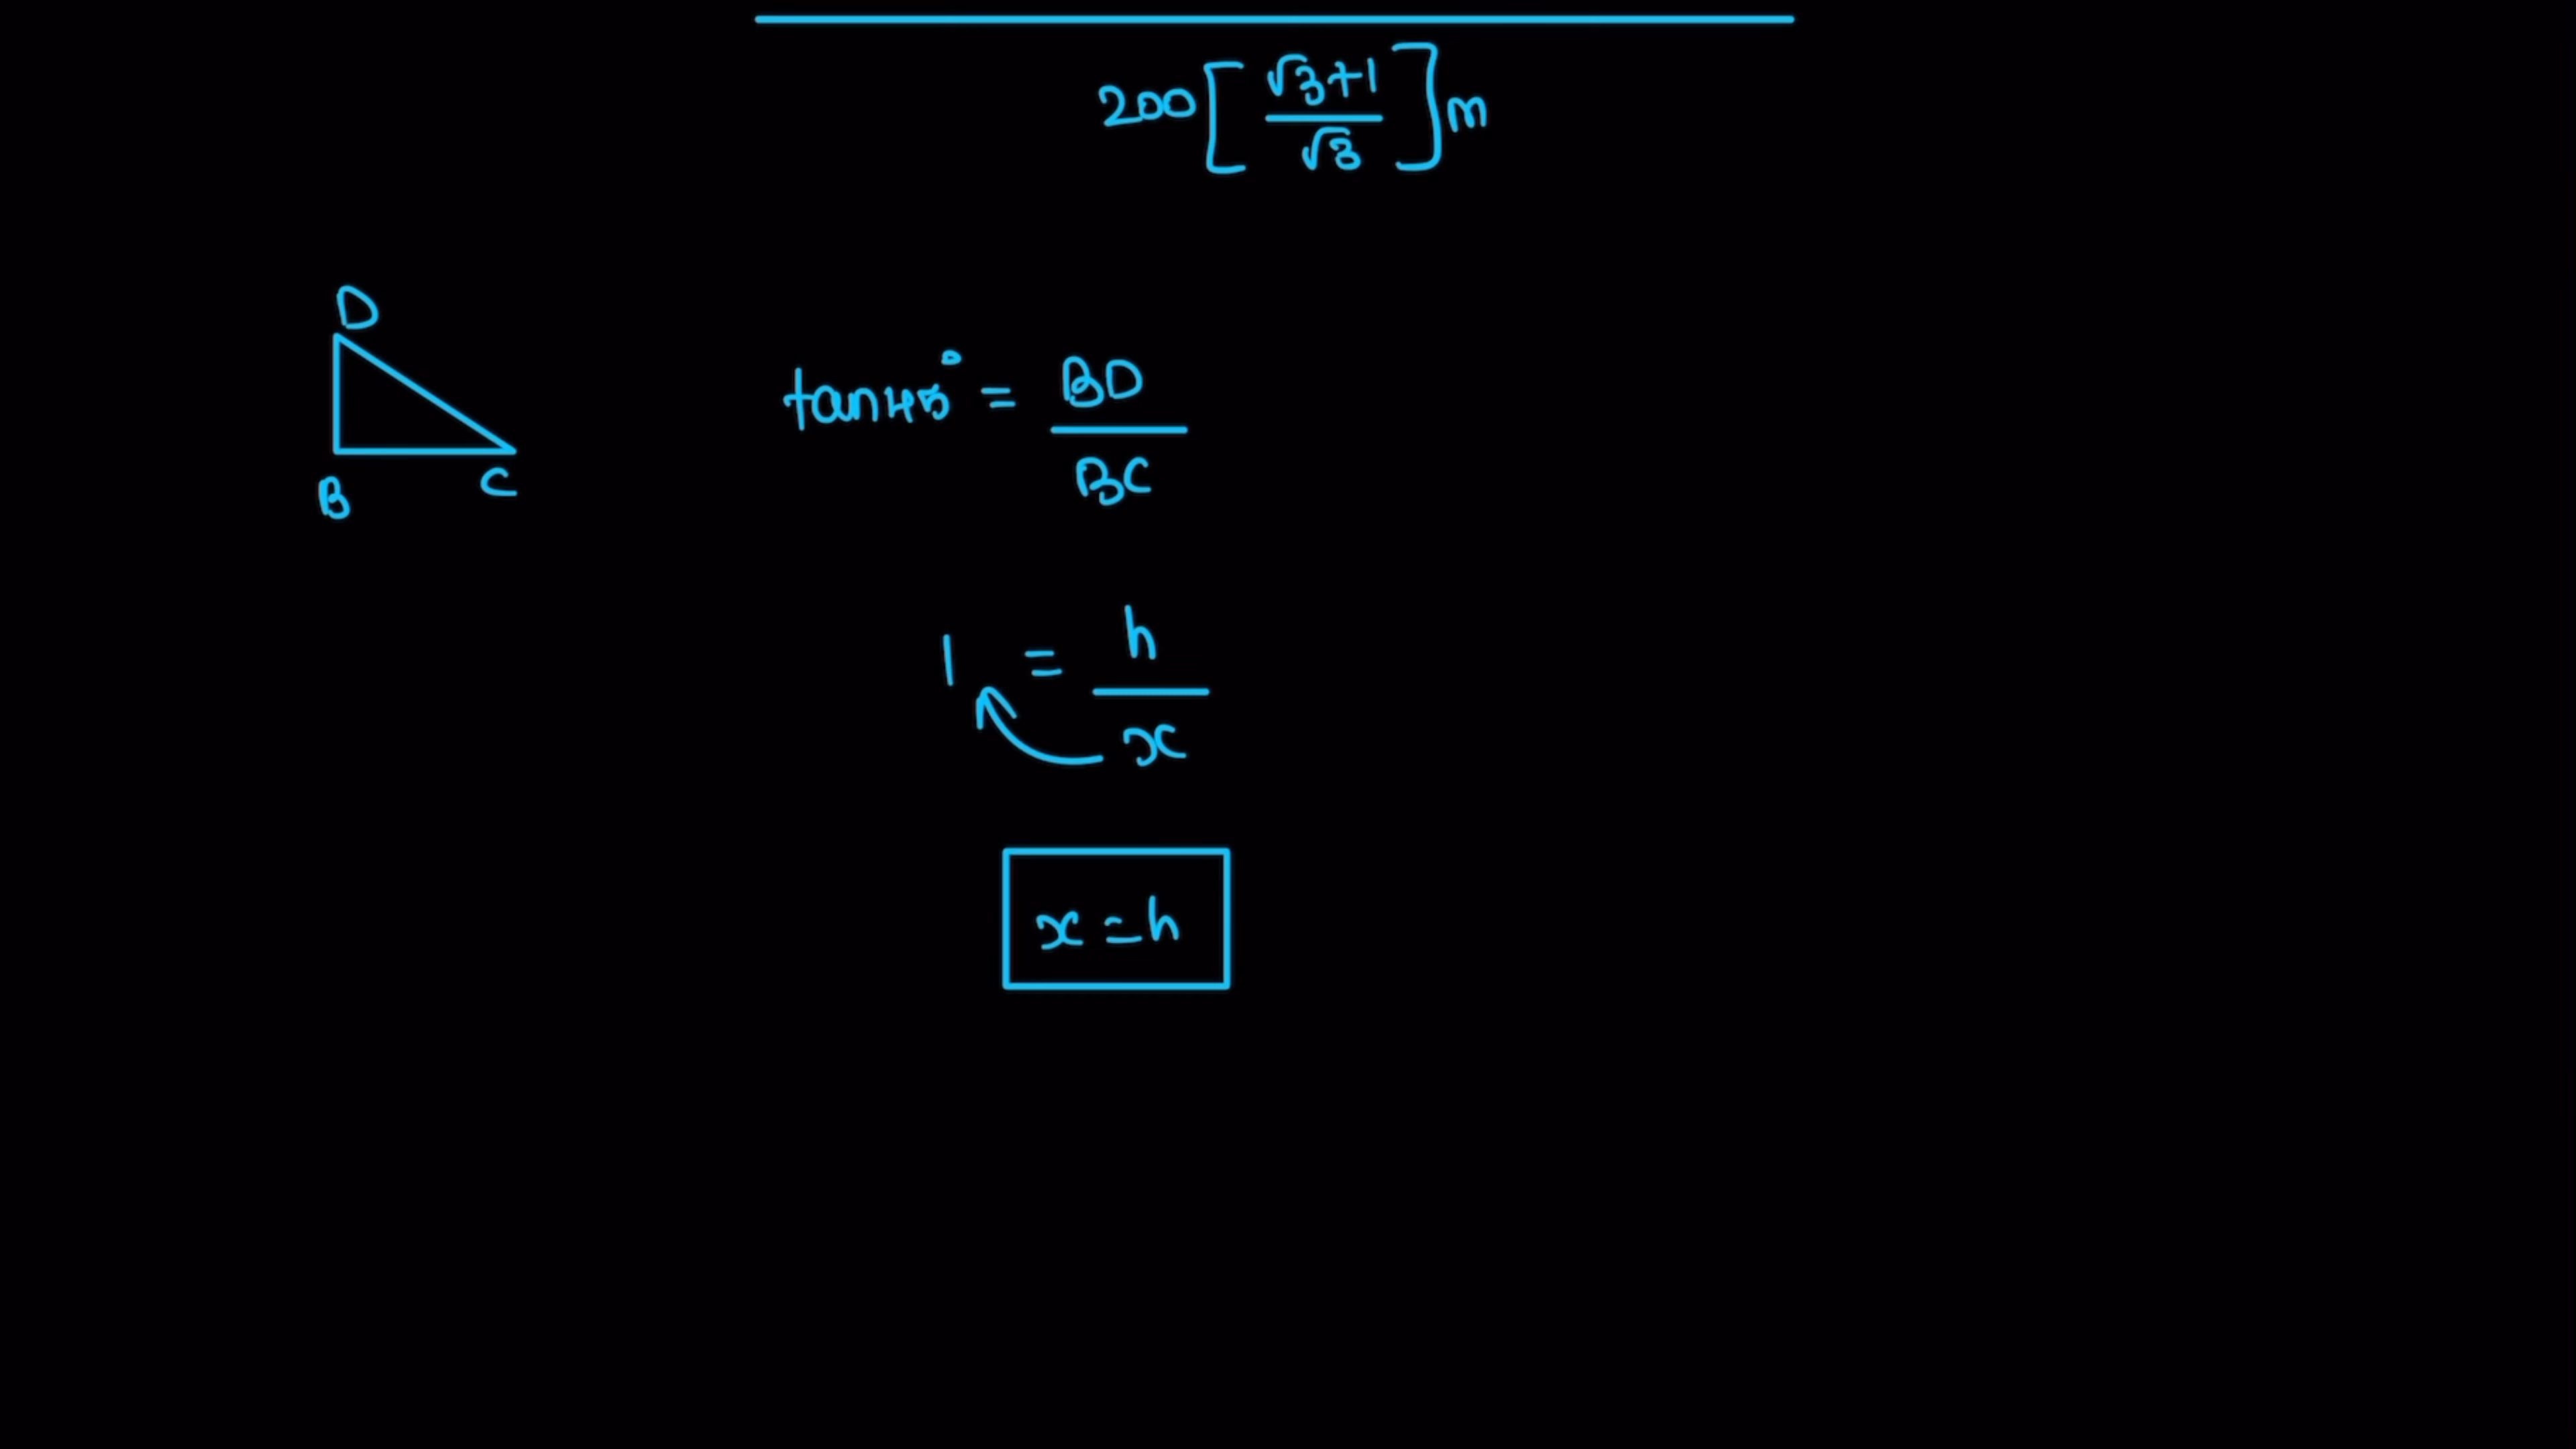 200 [ (√3+1)/√3 ] m
D
B C
tan45° = BD/BC
1 = h/x
x = h